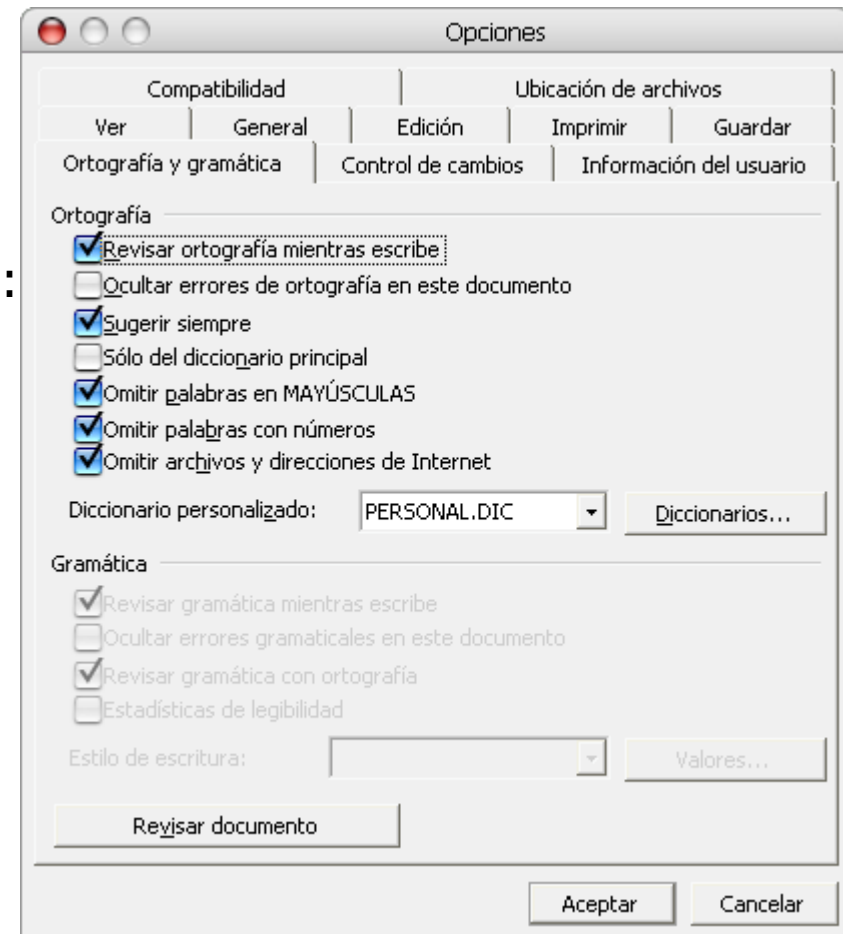 Opciones
Compatibilidad Ubicación de archivos
Ver General Edición Imprimir Guardar
Ortografía y gramática Control de cambios Información del usuario
Ortografía
Revisar ortografía mientras escribe
:
Ocultar errores de ortografía en este documento
Sugerir siempre
Sólo del diccionario principal
Omitir palabras en MAYÚSCULAS
Omitir palabras con números
Omitir archivos y direcciones de Internet
Diccionario personalizado: PERSONAL.DIC Diccionarios...
Gramática
Revisar gramática mientras escribe
Ocultar errores gramaticales en este documento
Revisar gramática con ortografía
Estadísticas de legibilidad
Estilo de escritura: Valores...
Revisar documento
Aceptar Cancelar